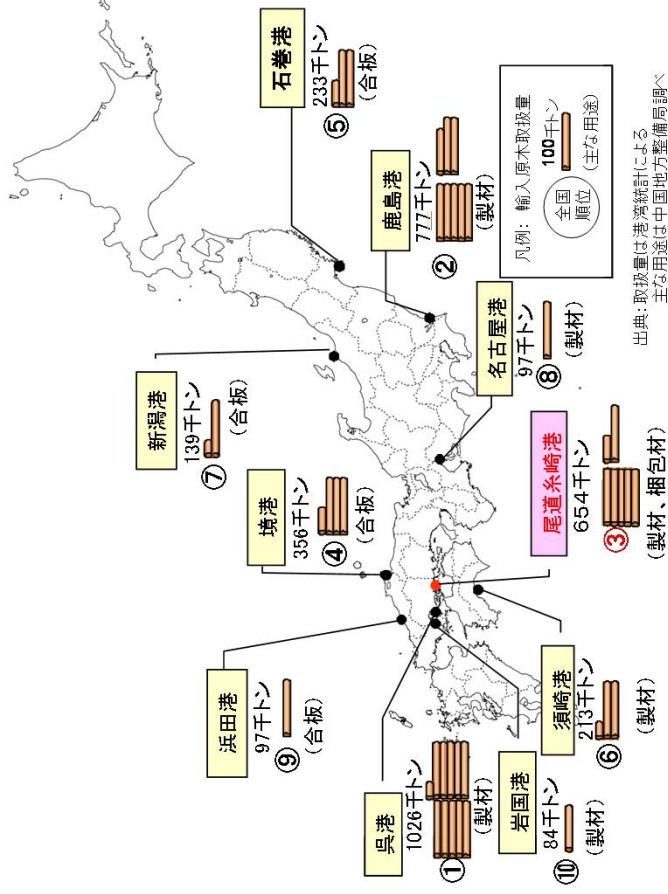 石巻港
233千トン
⑤
(合板)
鹿島港
777千トン
②
(製材)
凡例: 輸入原木取扱量
全国
順位
100千トン
(主な用途)
出典: 取扱量は港湾統計による
主な用途は中国地方整備局調べ
新潟港
139千トン
⑦
(合板)
名古屋港
97千トン
⑧
(製材)
境港
356千トン
④
(合板)
尾道糸崎港
654千トン
③
(製材、梱包材)
浜田港
97千トン
⑨
(合板)
須崎港
213千トン
⑥
(製材)
呉港
1026千トン
①
(製材)
岩国港
84千トン
⑩
(製材)